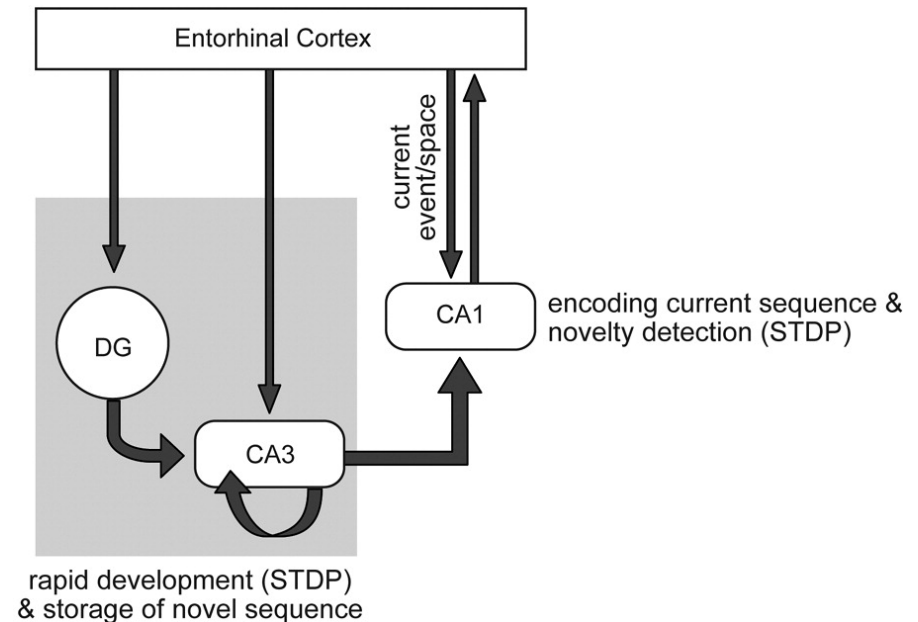 Entorhinal Cortex
current
event/space
DG
CA3
CA1
encoding current sequence &
novelty detection (STDP)
rapid development (STDP)
& storage of novel sequence